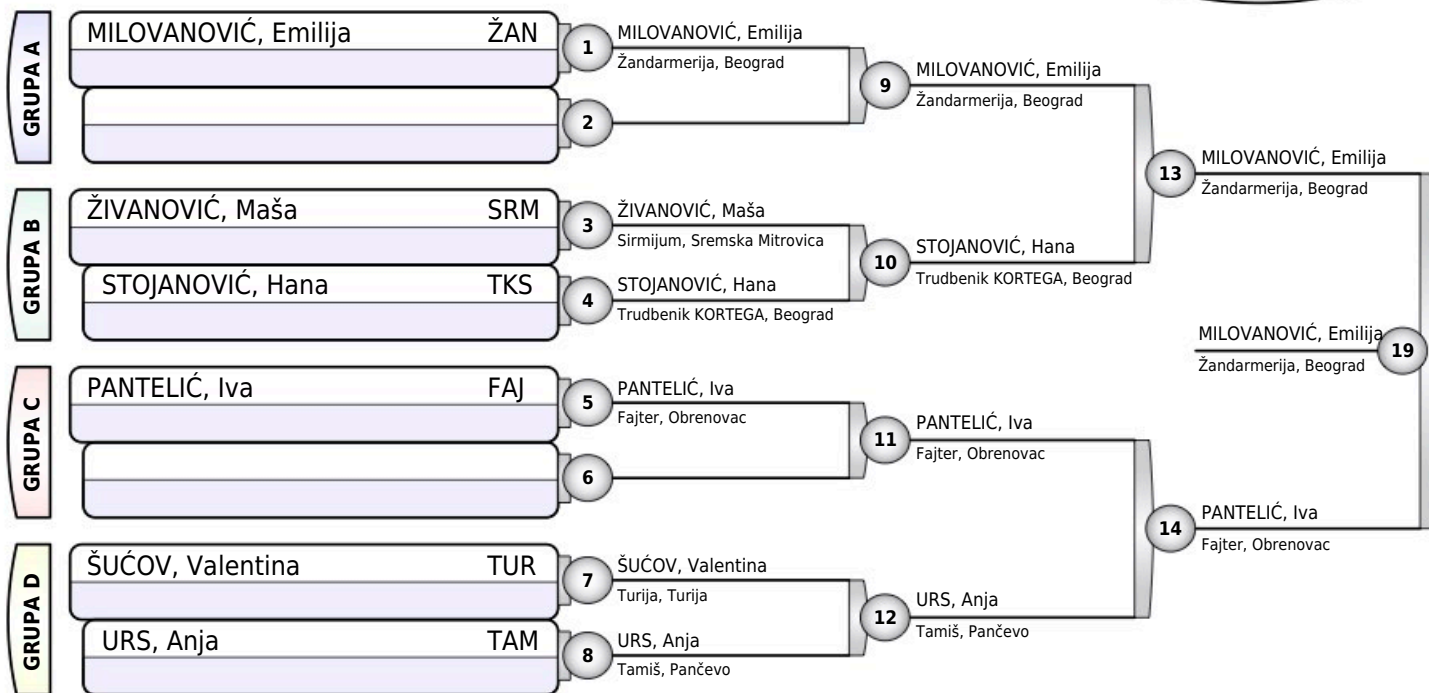 GRUPA A
MILOVANOVIĆ, Emilija ŽAN
1
MILOVANOVIĆ, Emilija
Žandarmerija, Beograd
2
9
MILOVANOVIĆ, Emilija
Žandarmerija, Beograd
GRUPA B
ŽIVANOVIĆ, Maša SRM
3
ŽIVANOVIĆ, Maša
Sirmijum, Sremska Mitrovica
STOJANOVIĆ, Hana TKS
4
STOJANOVIĆ, Hana
Trudbenik KORTEGA, Beograd
10
STOJANOVIĆ, Hana
Trudbenik KORTEGA, Beograd
13
MILOVANOVIĆ, Emilija
Žandarmerija, Beograd
MILOVANOVIĆ, Emilija
Žandarmerija, Beograd
19
GRUPA C
PANTELIĆ, Iva FAJ
5
PANTELIĆ, Iva
Fajter, Obrenovac
6
11
PANTELIĆ, Iva
Fajter, Obrenovac
GRUPA D
ŠUĆOV, Valentina TUR
7
ŠUĆOV, Valentina
Turija, Turija
URS, Anja TAM
8
URS, Anja
Tamiš, Pančevo
12
URS, Anja
Tamiš, Pančevo
14
PANTELIĆ, Iva
Fajter, Obrenovac